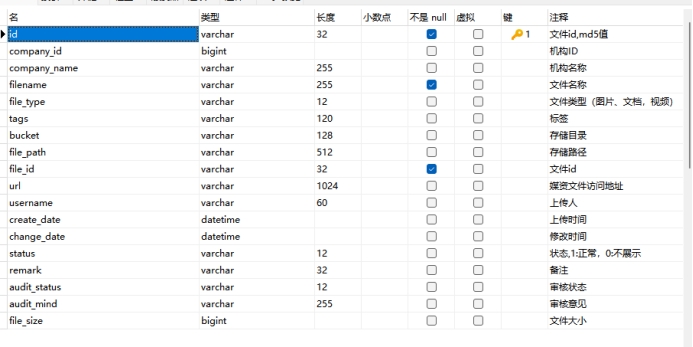 名 类型 长度 小数点 不是 null 虚拟 键 注释
id varchar 32 1 文件id,md5值
company_id bigint 机构ID
company_name varchar 255 机构名称
filename varchar 255 文件名称
file_type varchar 12 文件类型（图片、文档，视频）
tags varchar 120 标签
bucket varchar 128 存储目录
file_path varchar 512 存储路径
file_id varchar 32 文件id
url varchar 1024 媒资文件访问地址
username varchar 60 上传人
create_date datetime 上传时间
change_date datetime 修改时间
status varchar 12 状态,1:正常，0:不展示
remark varchar 32 备注
audit_status varchar 12 审核状态
audit_mind varchar 255 审核意见
file_size bigint 文件大小